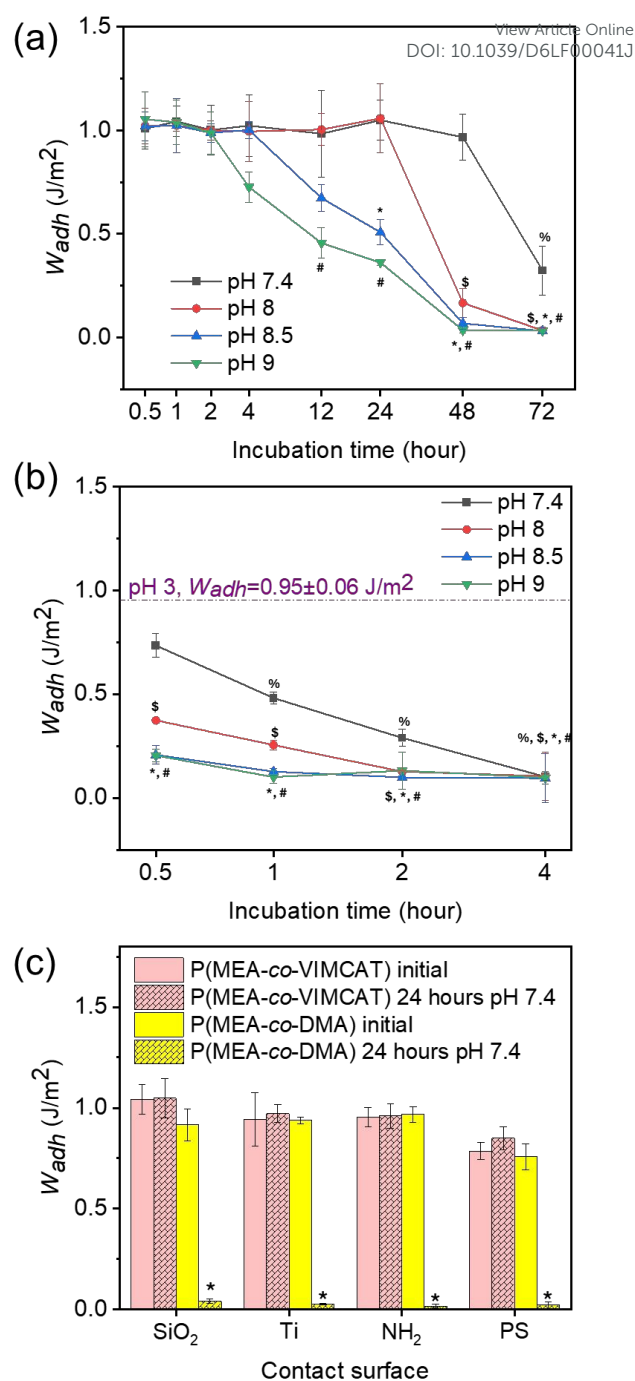 (a)
View Article Online
DOI: 10.1039/D6LF00041J
1.5
1.0
0.5
0.0
Wadh (J/m²)
*
%
#
#
$
*, #
$, *, #
pH 7.4
pH 8
pH 8.5
pH 9
0.5 1 2 4 12 24 48 72
Incubation time (hour)
(b)
1.5
1.0
0.5
0.0
Wadh (J/m²)
pH 7.4
pH 8
pH 8.5
pH 9
pH 3, Wadh=0.95±0.06 J/m²
%
%
%, $, *, #
$
$
*, #
*, #
$, *, #
0.5 1 2 4
Incubation time (hour)
(c)
1.5
1.0
0.5
0.0
Wadh (J/m²)
P(MEA-co-VIMCAT) initial
P(MEA-co-VIMCAT) 24 hours pH 7.4
P(MEA-co-DMA) initial
P(MEA-co-DMA) 24 hours pH 7.4
* * * *
SiO₂ Ti NH₂ PS
Contact surface